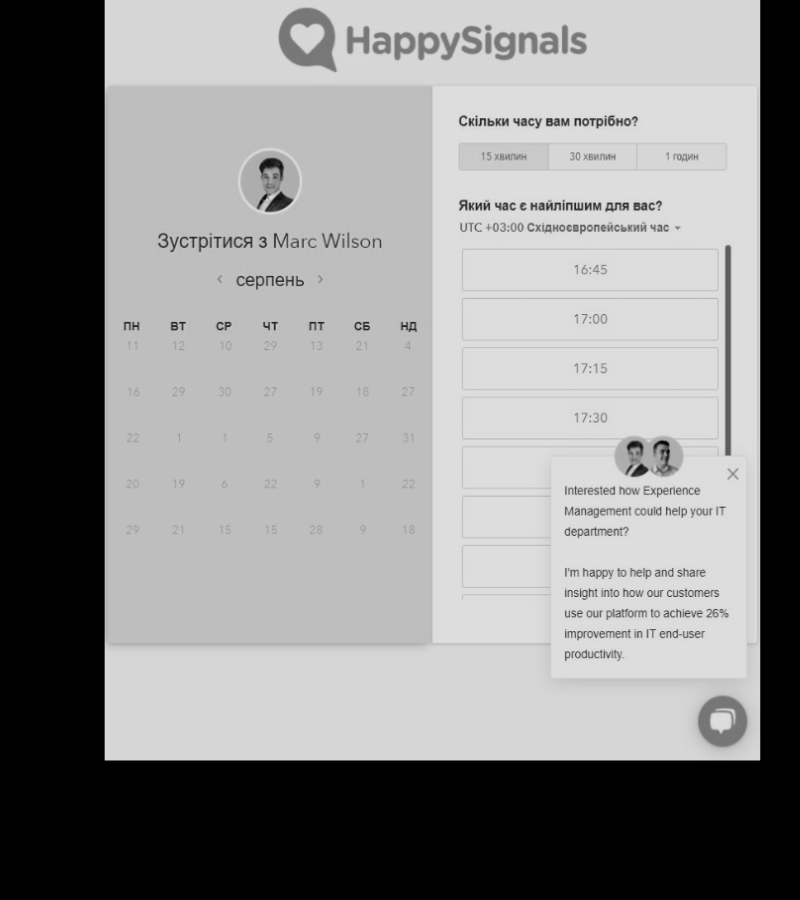 HappySignals
Зустрітися з Marc Wilson
серпень
ПН ВТ СР ЧТ ПТ СБ НД
11 12 10 29 13 21 4
16 29 30 27 19 18 27
22 1 1 5 9 27 31
20 19 6 22 9 1 22
29 21 15 15 28 9 18
Скільки часу вам потрібно?
15 хвилин 30 хвилин 1 годин
Який час є найліпшим для вас?
UTC +03:00 Східноєвропейський час
16:45
17:00
17:15
17:30
Interested how Experience
Management could help your IT
department?
I'm happy to help and share
insight into how our customers
use our platform to achieve 26%
improvement in IT end-user
productivity.